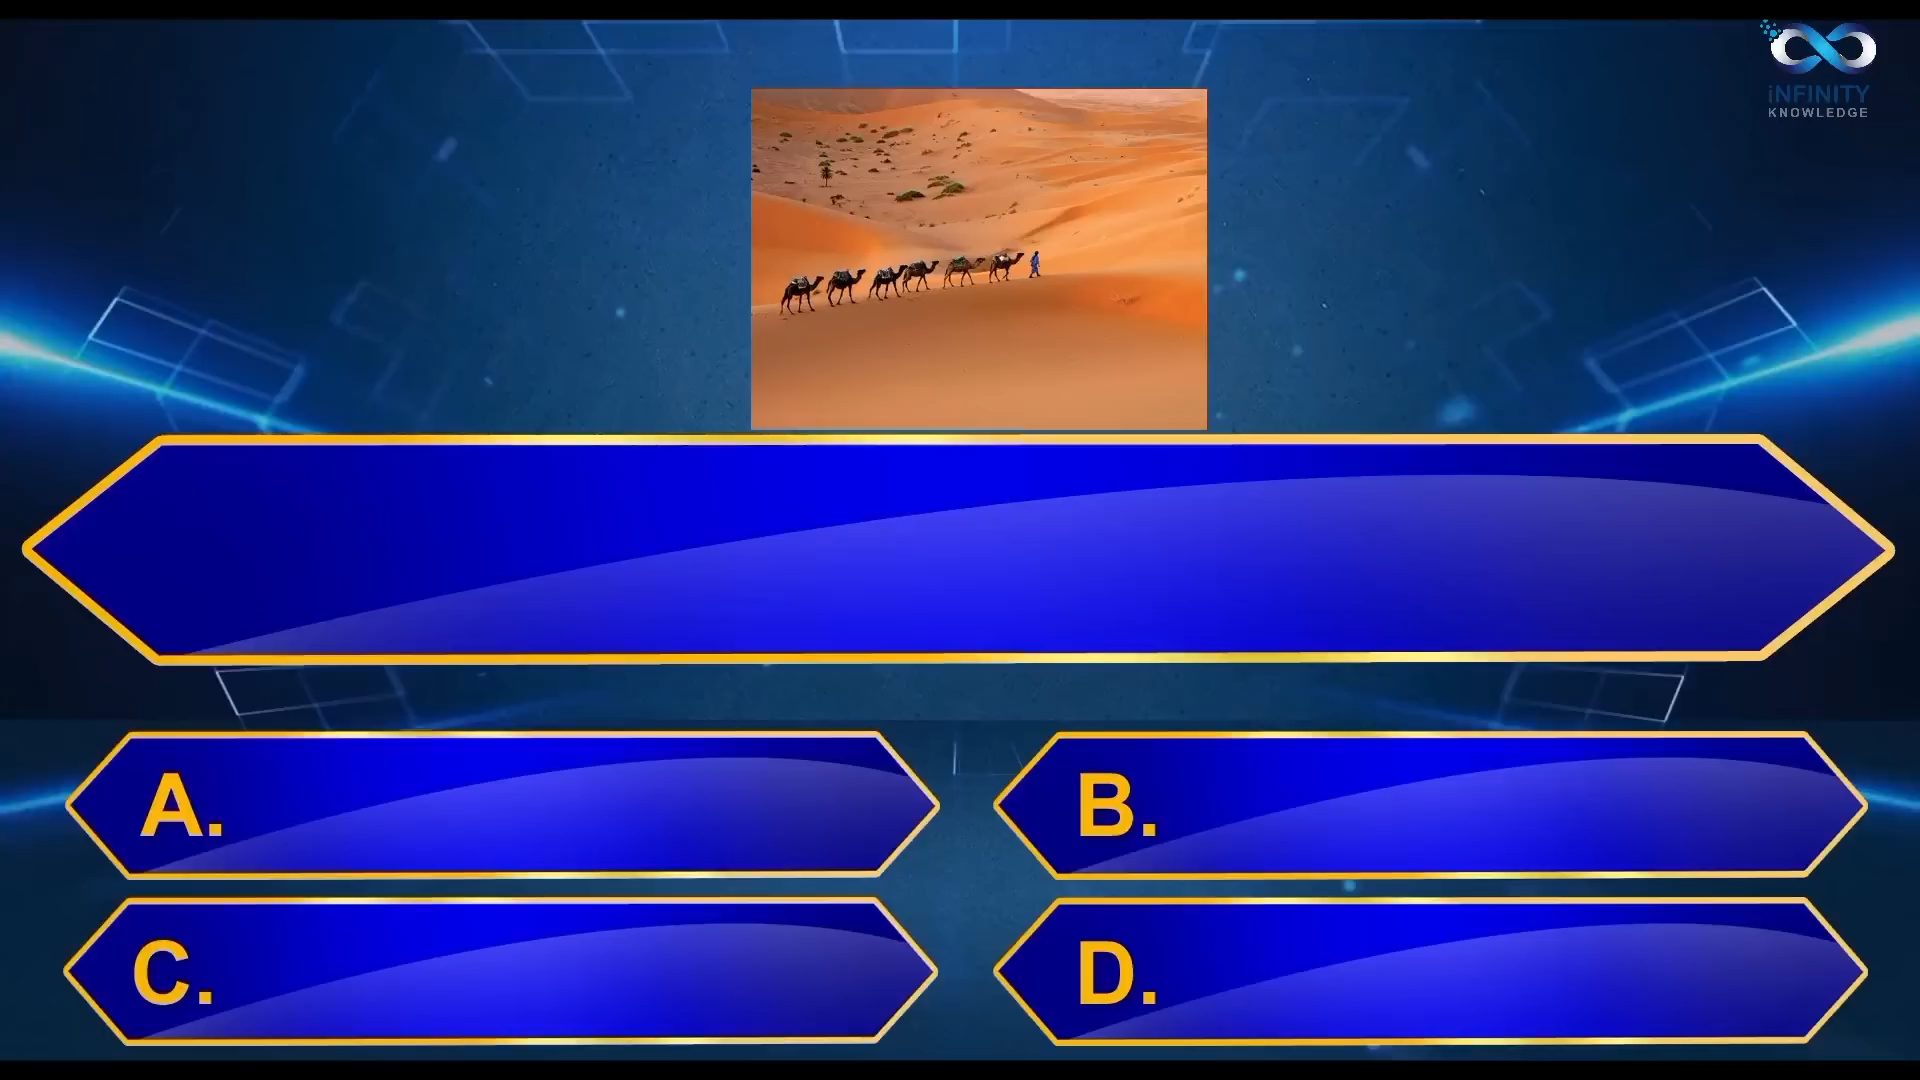 iNFINITY
KNOWLEDGE
A.
B.
C.
D.